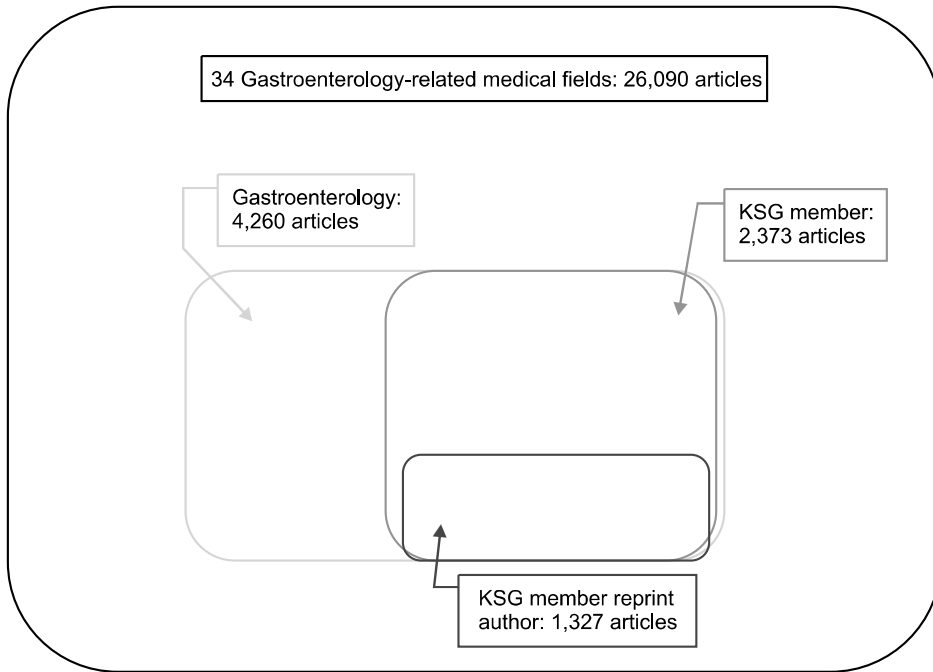 34 Gastroenterology-related medical fields: 26,090 articles
Gastroenterology:
4,260 articles
KSG member:
2,373 articles
KSG member reprint
author: 1,327 articles